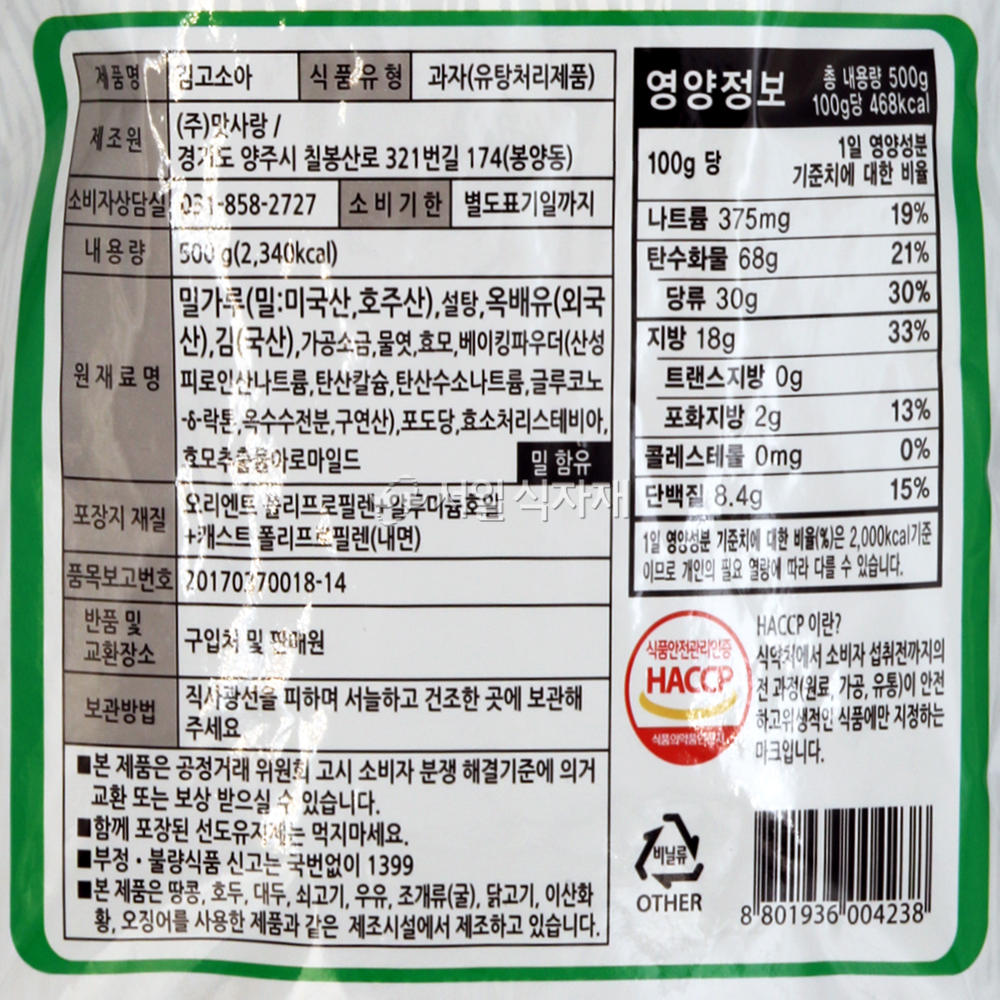 제품명 김고소아 식품유형 과자(유탕처리제품)
제조원 (주)맛사랑 /
경기도 양주시 칠봉산로 321번길 174(봉양동)
소비자상담실 031-858-2727 소비기한 별도표기일까지
내용량 500 g(2,340kcal)
원재료명
밀가루(밀:미국산,호주산),설탕,옥배유(외국
산),김(국산),가공소금,물엿,효모,베이킹파우더(산성
피로인산나트륨,탄산칼슘,탄산수소나트륨,글루코노
-δ-락톤,옥수수전분,구연산),포도당,효소처리스테비아,
효모추출물아로마일드 밀 함유
포장지 재질
오리엔트 폴리프로필렌+알루미늄호일
+캐스트 폴리프로필렌(내면)
품목보고번호 20170370018-14
반품 및
교환장소 구입처 및 판매원
보관방법 직사광선을 피하며 서늘하고 건조한 곳에 보관해
주세요
■본 제품은 공정거래 위원회 고시 소비자 분쟁 해결기준에 의거
교환 또는 보상 받으실 수 있습니다.
■함께 포장된 선도유지제는 먹지마세요.
■부정·불량식품 신고는 국번없이 1399
■본 제품은 땅콩, 호두, 대두, 쇠고기, 우유, 조개류(굴), 닭고기, 이산화
황, 오징어를 사용한 제품과 같은 제조시설에서 제조하고 있습니다.
영양정보 총 내용량 500g
100g당 468kcal
100g 당 1일 영양성분
기준치에 대한 비율
나트륨 375mg 19%
탄수화물 68g 21%
당류 30g 30%
지방 18g 33%
트랜스지방 0g
포화지방 2g 13%
콜레스테롤 0mg 0%
단백질 8.4g 15%
1일 영양성분 기준치에 대한 비율(%)은 2,000kcal기준
이므로 개인의 필요 열량에 따라 다를 수 있습니다.
식품안전관리인증
HACCP
식품의약품안전처
HACCP 이란?
식약처에서 소비자 섭취전까지의
전 과정(원료, 가공, 유통)이 안전
하고위생적인 식품에만 지정하는
마크입니다.
비닐류
OTHER
8 801936 004238
서원 식자재